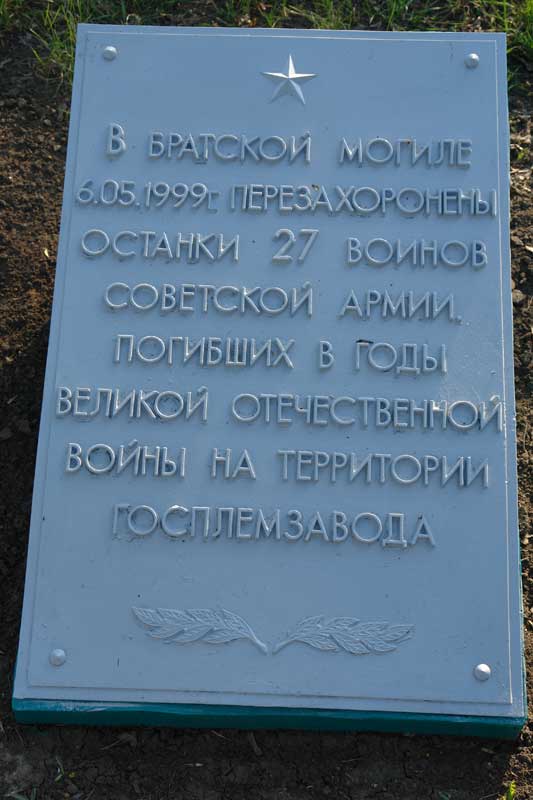 В БРАТСКОЙ МОГИЛЕ
6.05.1999г. ПЕРЕЗАХОРОНЕНЫ
ОСТАНКИ 27 ВОИНОВ
СОВЕТСКОЙ АРМИИ,
ПОГИБШИХ В ГОДЫ
ВЕЛИКОЙ ОТЕЧЕСТВЕННОЙ
ВОЙНЫ НА ТЕРРИТОРИИ
ГОСПЛЕМЗАВОДА